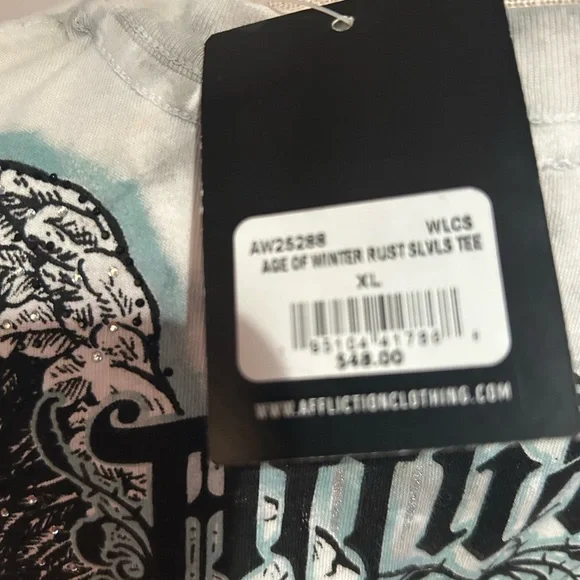 AW25288 WLCS
AGE OF WINTER RUST SLVLS TEE
XL
$48.00
WWW.AFFLICTIONCLOTHING.COM